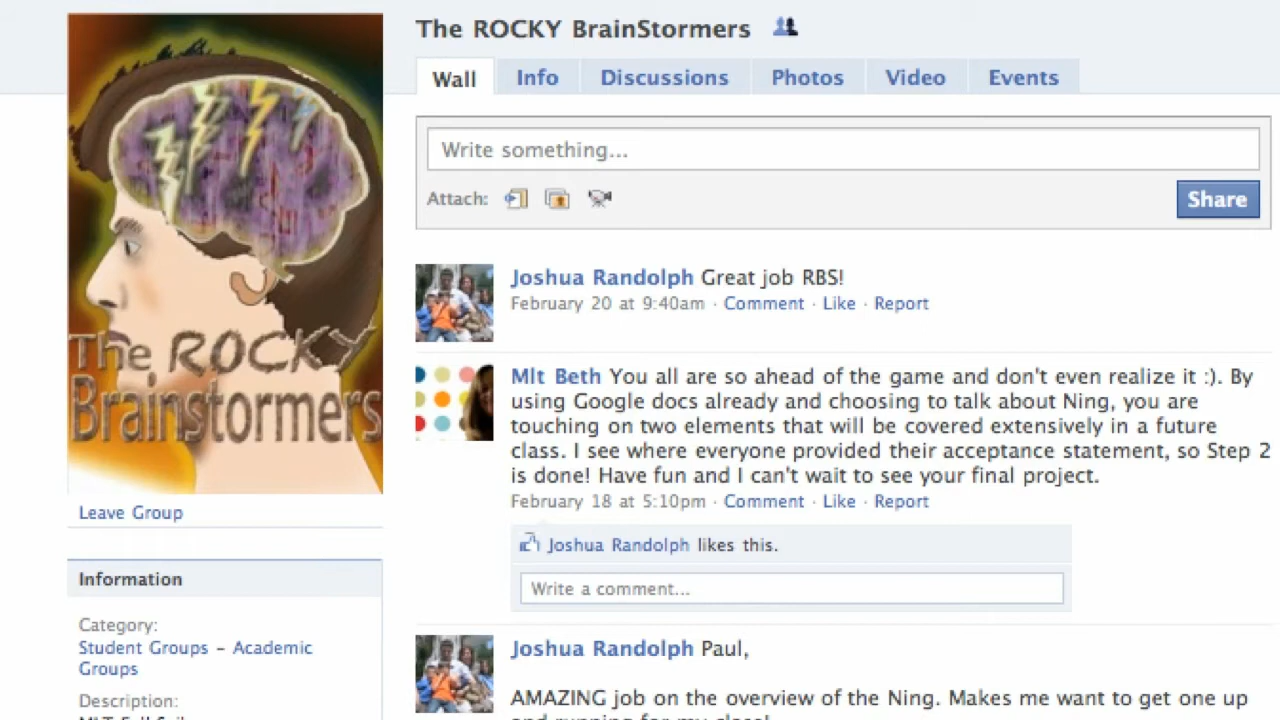 The ROCKY BrainStormers
Wall Info Discussions Photos Video Events
Write something...
Attach:
Share
The ROCKY
Brainstormers
Leave Group
Information
Category:
Student Groups – Academic
Groups
Description:
Joshua Randolph Great job RBS!
February 20 at 9:40am · Comment · Like · Report
Mlt Beth You all are so ahead of the game and don't even realize it :). By
using Google docs already and choosing to talk about Ning, you are
touching on two elements that will be covered extensively in a future
class. I see where everyone provided their acceptance statement, so Step 2
is done! Have fun and I can't wait to see your final project.
February 18 at 5:10pm · Comment · Like · Report
Joshua Randolph likes this.
Write a comment...
Joshua Randolph Paul,
AMAZING job on the overview of the Ning. Makes me want to get one up
and running for my class!